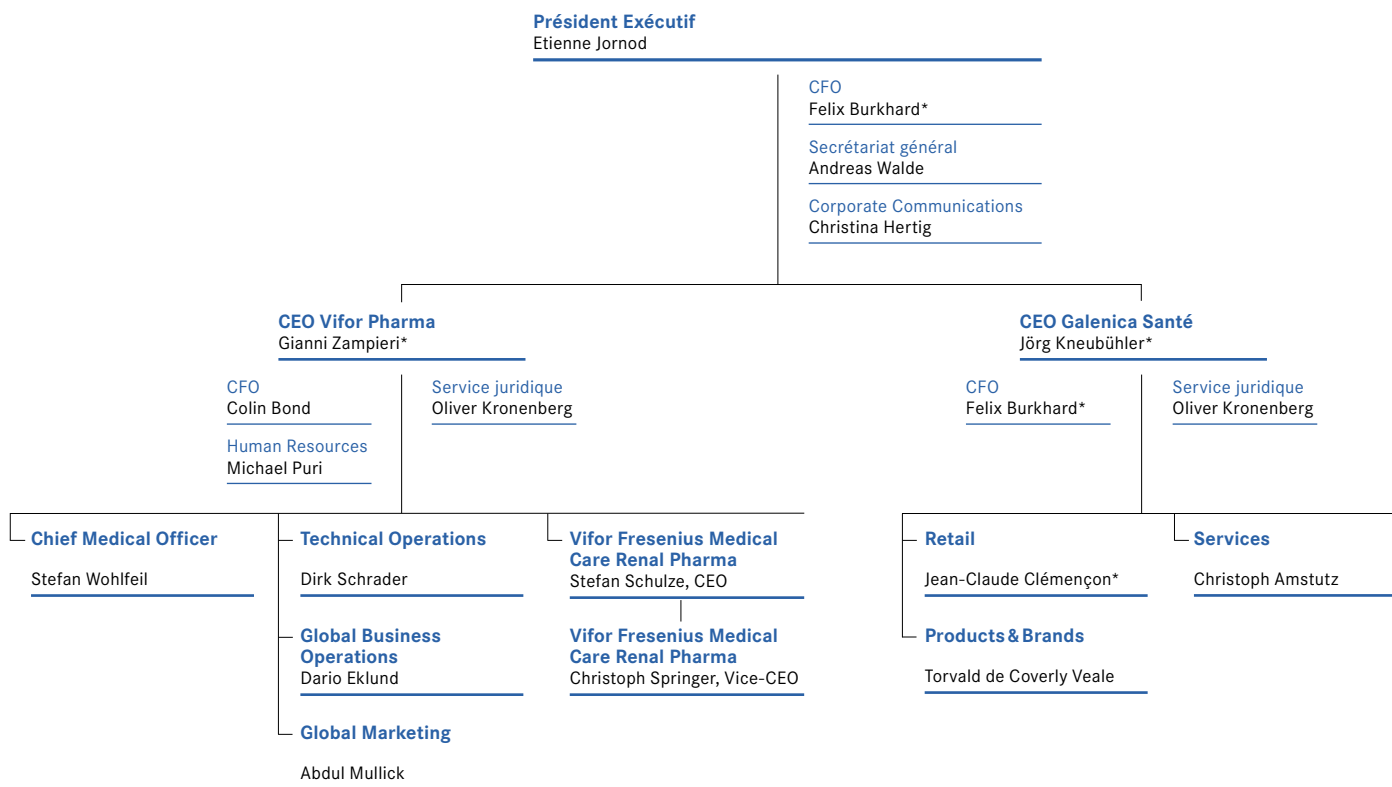 Président Exécutif
Etienne Jornod
CFO
Felix Burkhard*
Secrétariat général
Andreas Walde
Corporate Communications
Christina Hertig
CEO Vifor Pharma
Gianni Zampieri*
CFO
Colin Bond
Human Resources
Michael Puri
Service juridique
Oliver Kronenberg
Chief Medical Officer
Stefan Wohlfeil
Technical Operations
Dirk Schrader
Global Business
Operations
Dario Eklund
Global Marketing
Abdul Mullick
Vifor Fresenius Medical
Care Renal Pharma
Stefan Schulze, CEO
Vifor Fresenius Medical
Care Renal Pharma
Christoph Springer, Vice-CEO
CEO Galenica Santé
Jörg Kneubühler*
CFO
Felix Burkhard*
Service juridique
Oliver Kronenberg
Retail
Jean-Claude Clémençon*
Products & Brands
Torvald de Coverly Veale
Services
Christoph Amstutz